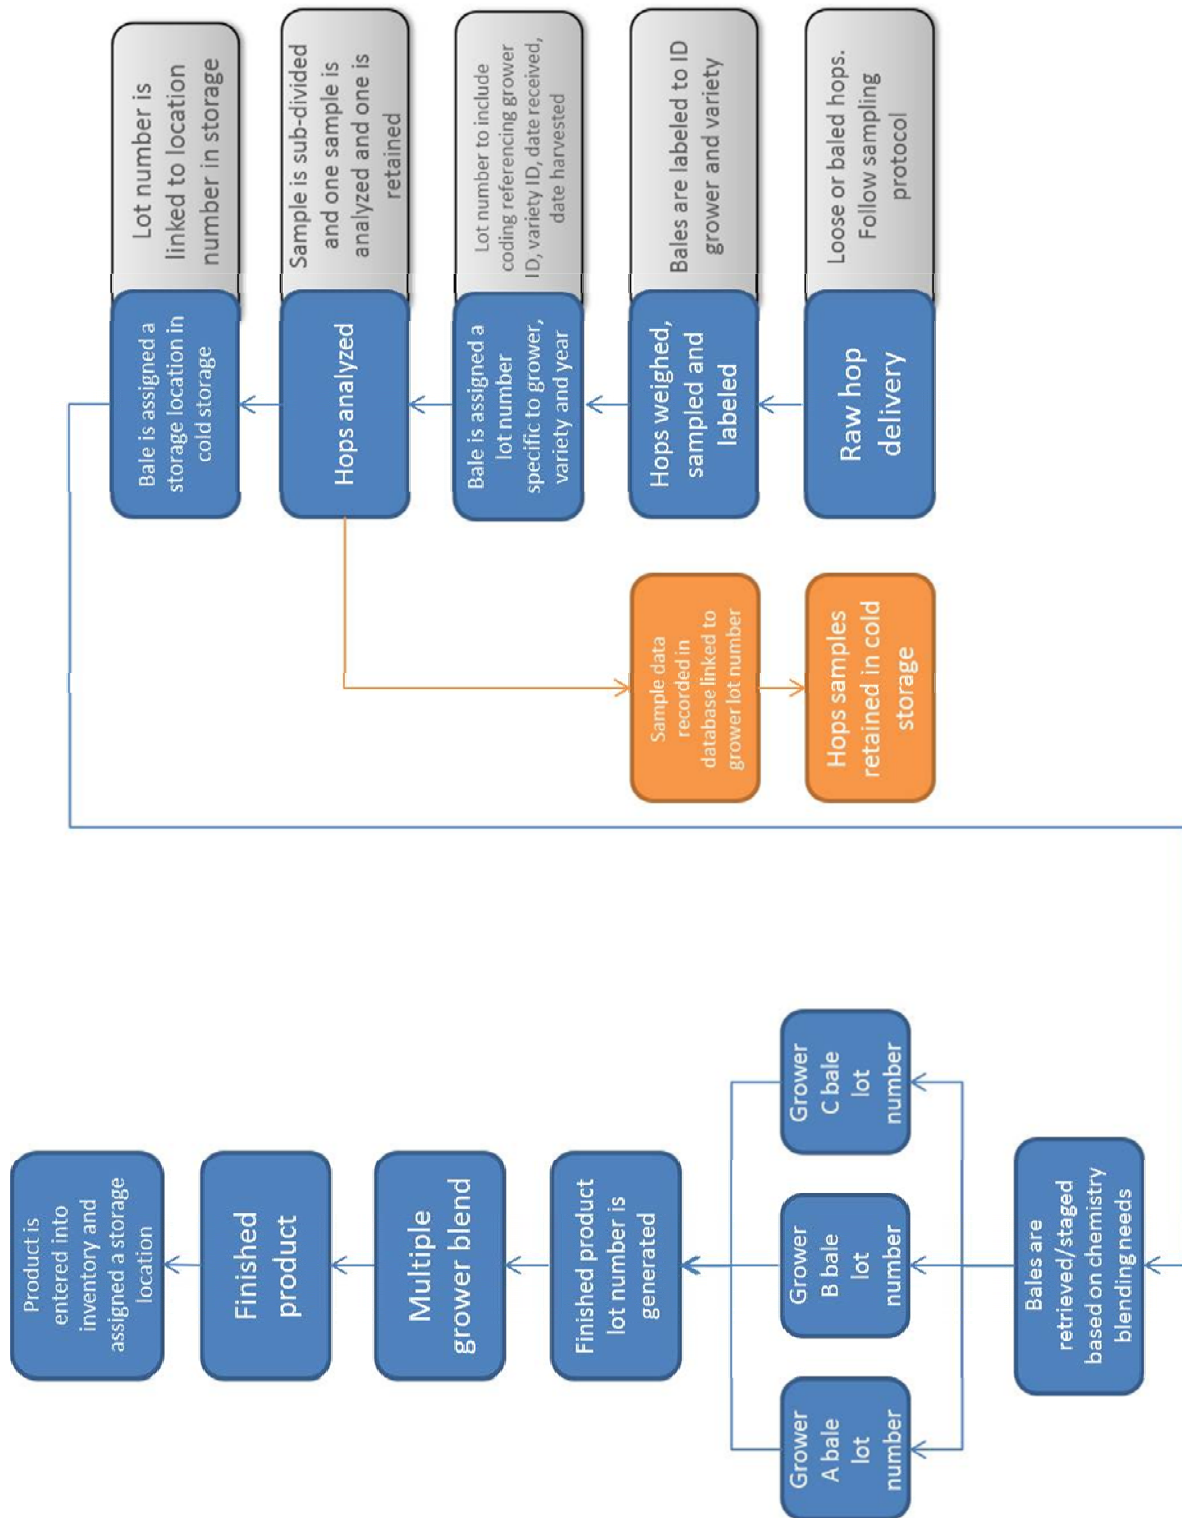 Raw hop
delivery
Loose or baled hops.
Follow sampling
protocol
Hops weighed,
sampled and
labeled
Bales are labeled to ID
grower and variety
Bale is assigned a
lot number
specific to grower,
variety and year
Lot number to include
coding referencing grower
ID, variety ID, date received,
date harvested
Hops analyzed
Sample is sub-divided
and one sample is
analyzed and one is
retained
Bale is assigned a
storage location in
cold storage
Lot number is
linked to location
number in storage
Sample data
recorded in
database linked to
grower lot number
Hops samples
retained in cold
storage
Bales are
retrieved/staged
based on chemistry
blending needs
Grower
A bale
lot
number
Grower
B bale
lot
number
Grower
C bale
lot
number
Finished product
lot number is
generated
Multiple
grower blend
Finished
product
Product is
entered into
inventory and
assigned a storage
location